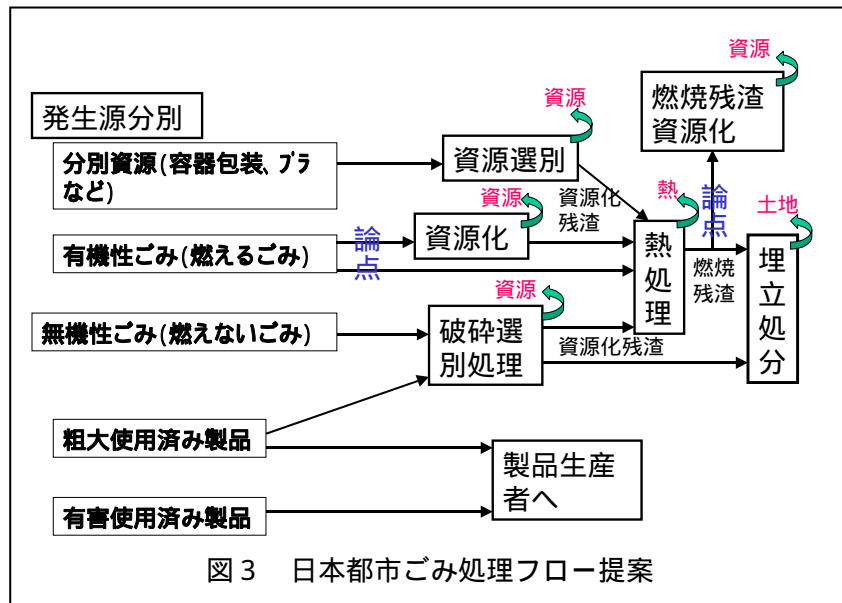 発生源分別
分別資源(容器包装、プラ
など)
有機性ごみ(燃えるごみ)
無機性ごみ(燃えないごみ)
粗大使用済み製品
有害使用済み製品
論点
資源
資源選別
資源
資源化
資源化
残渣
資源
破砕選
別処理
資源化残渣
製品生産
者へ
熱
熱処理
論点
燃焼
残渣
資源
燃焼残渣
資源化
土地
埋立処分
図3 日本都市ごみ処理フロー提案